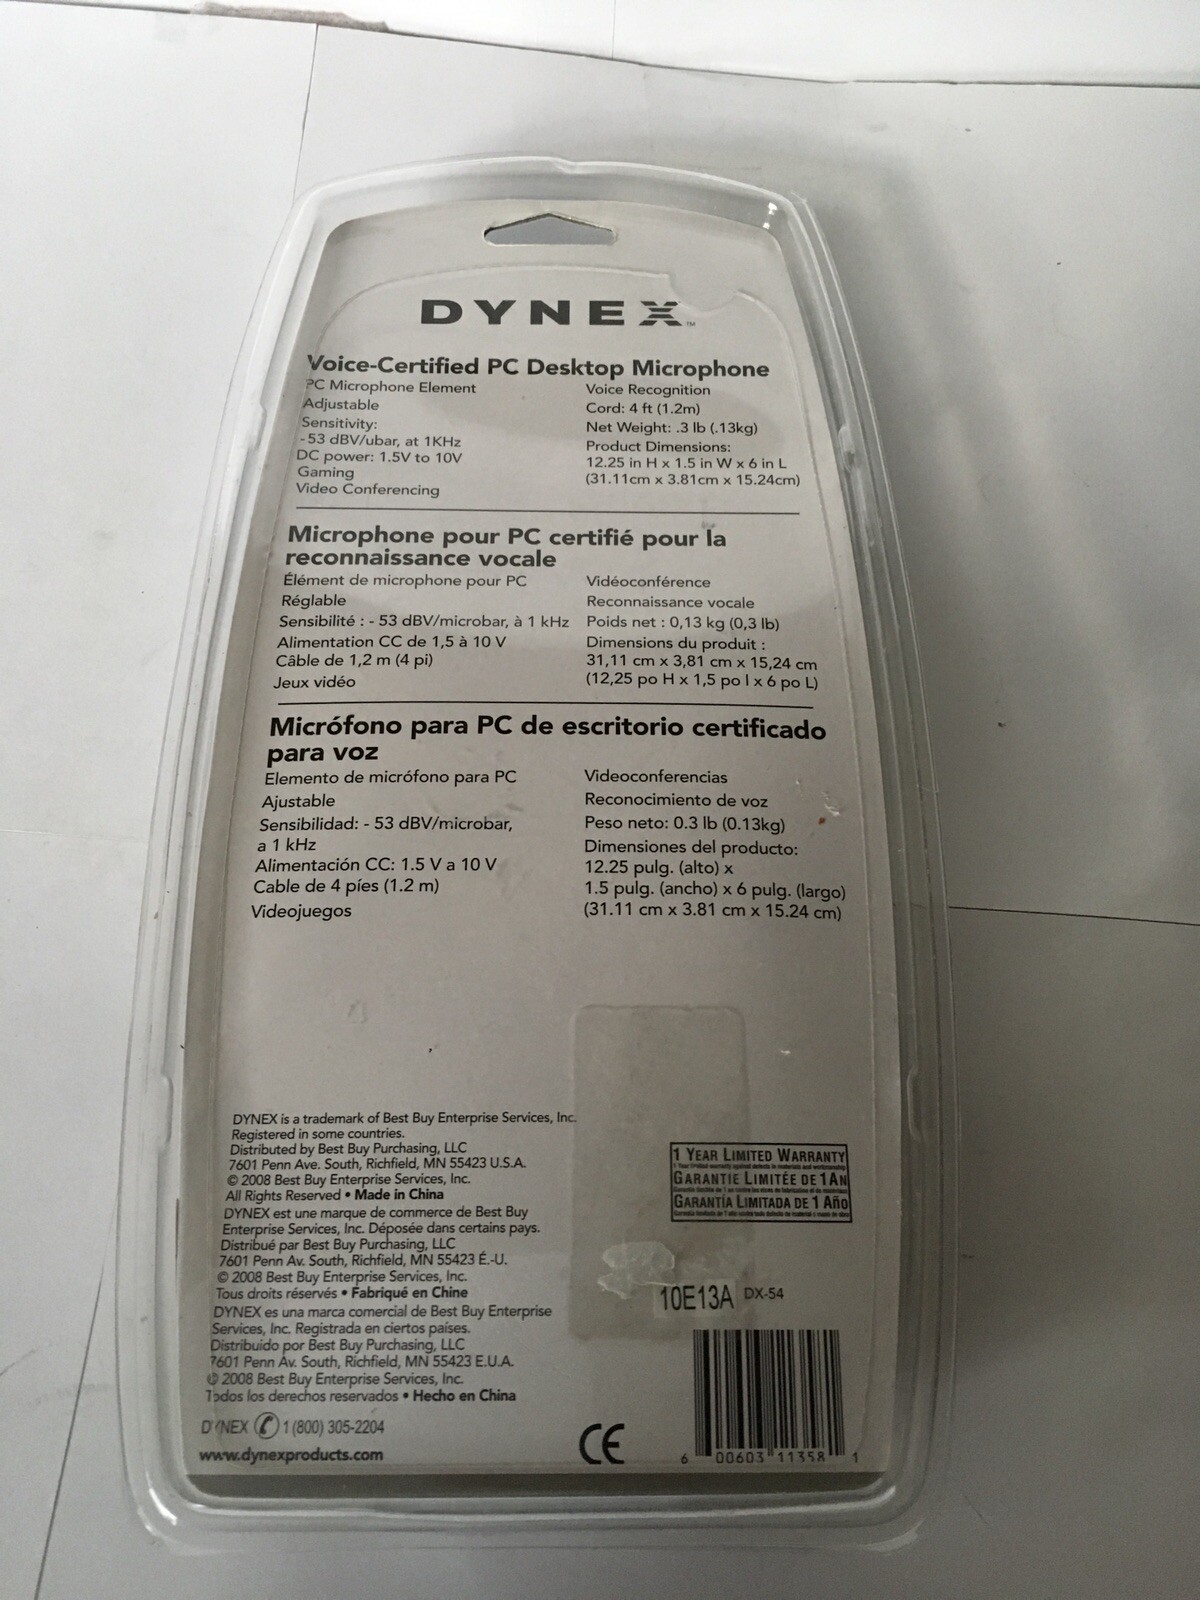 DYNEX™
Voice-Certified PC Desktop Microphone
PC Microphone Element
Adjustable
Sensitivity:
-53 dBV/ubar, at 1KHz
DC power: 1.5V to 10V
Gaming
Video Conferencing
Voice Recognition
Cord: 4 ft (1.2m)
Net Weight: .3 lb (.13kg)
Product Dimensions:
12.25 in H x 1.5 in W x 6 in L
(31.11cm x 3.81cm x 15.24cm)
Microphone pour PC certifié pour la
reconnaissance vocale
Élément de microphone pour PC
Réglable
Sensibilité : - 53 dBV/microbar, à 1 kHz
Alimentation CC de 1,5 à 10 V
Câble de 1,2 m (4 pi)
Jeux vidéo
Vidéoconférence
Reconnaissance vocale
Poids net : 0,13 kg (0,3 lb)
Dimensions du produit :
31,11 cm x 3,81 cm x 15,24 cm
(12,25 po H x 1,5 po l x 6 po L)
Micrófono para PC de escritorio certificado
para voz
Elemento de micrófono para PC
Ajustable
Sensibilidad: - 53 dBV/microbar,
a 1 kHz
Alimentación CC: 1.5 V a 10 V
Cable de 4 píes (1.2 m)
Videojuegos
Videoconferencias
Reconocimiento de voz
Peso neto: 0.3 lb (0.13kg)
Dimensiones del producto:
12.25 pulg. (alto) x
1.5 pulg. (ancho) x 6 pulg. (largo)
(31.11 cm x 3.81 cm x 15.24 cm)
DYNEX is a trademark of Best Buy Enterprise Services, Inc.
Registered in some countries.
Distributed by Best Buy Purchasing, LLC
7601 Penn Ave. South, Richfield, MN 55423 U.S.A.
© 2008 Best Buy Enterprise Services, Inc.
All Rights Reserved • Made in China
DYNEX est une marque de commerce de Best Buy
Enterprise Services, Inc. Déposée dans certains pays.
Distribué par Best Buy Purchasing, LLC
7601 Penn Av. South, Richfield, MN 55423 É.-U.
© 2008 Best Buy Enterprise Services, Inc.
Tous droits réservés • Fabriqué en Chine
DYNEX es una marca comercial de Best Buy Enterprise
Services, Inc. Registrada en ciertos países.
Distribuido por Best Buy Purchasing, LLC
7601 Penn Av. South, Richfield, MN 55423 E.U.A.
© 2008 Best Buy Enterprise Services, Inc.
Todos los derechos reservados • Hecho en China
DYNEX 1 (800) 305-2204
www.dynexproducts.com
1 YEAR LIMITED WARRANTY
1 Year limited warranty against defects in materials and workmanship
GARANTIE LIMITÉE DE 1 AN
GARANTÍA LIMITADA DE 1 AÑO
10E13A DX-54
CE
6 00603 11358 1